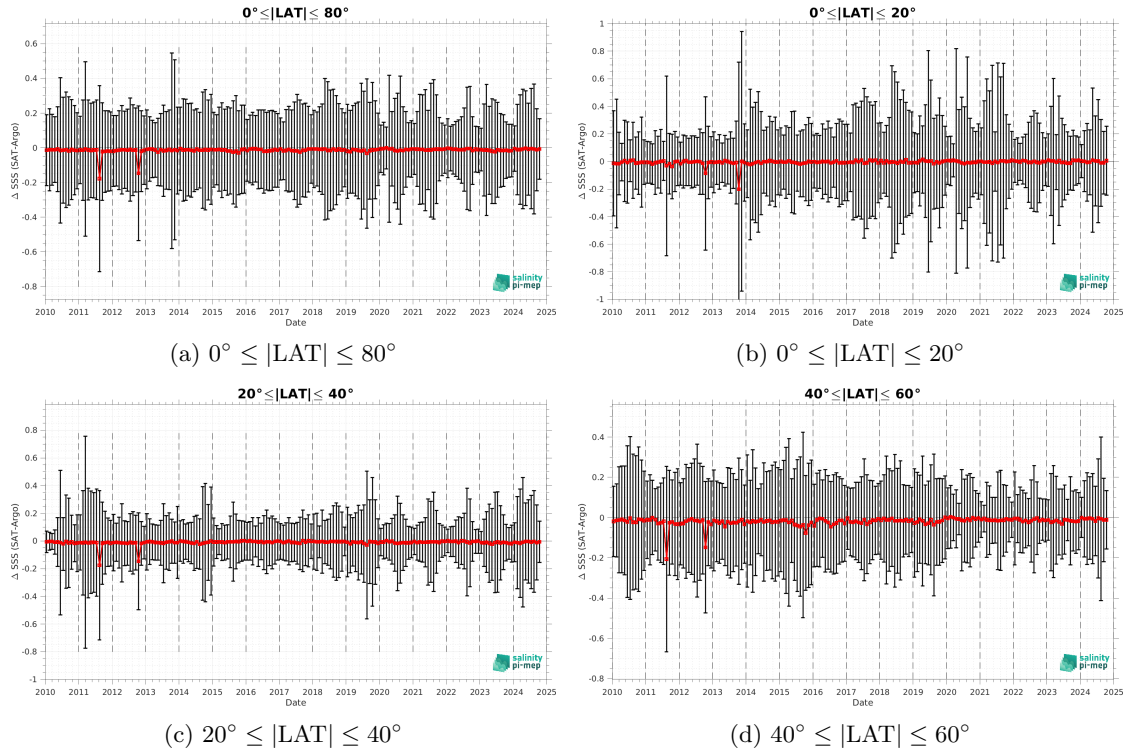 0°≤|LAT|≤ 80°
0.6
0.4
0.2
0
-0.2
-0.4
-0.6
-0.8
Δ SSS (SAT-Argo)
salinity
pi-mep
2010 2011 2012 2013 2014 2015 2016 2017 2018 2019 2020 2021 2022 2023 2024 2025
Date
(a) 0° ≤ |LAT| ≤ 80°
0°≤|LAT|≤ 20°
1
0.8
0.6
0.4
0.2
0
-0.2
-0.4
-0.6
-0.8
-1
Δ SSS (SAT-Argo)
salinity
pi-mep
2010 2011 2012 2013 2014 2015 2016 2017 2018 2019 2020 2021 2022 2023 2024 2025
Date
(b) 0° ≤ |LAT| ≤ 20°
20°≤|LAT|≤ 40°
0.8
0.6
0.4
0.2
0
-0.2
-0.4
-0.6
-0.8
-1
Δ SSS (SAT-Argo)
salinity
pi-mep
2010 2011 2012 2013 2014 2015 2016 2017 2018 2019 2020 2021 2022 2023 2024 2025
Date
(c) 20° ≤ |LAT| ≤ 40°
40°≤|LAT|≤ 60°
0.4
0.2
0
-0.2
-0.4
-0.6
-0.8
Δ SSS (SAT-Argo)
salinity
pi-mep
2010 2011 2012 2013 2014 2015 2016 2017 2018 2019 2020 2021 2022 2023 2024 2025
Date
(d) 40° ≤ |LAT| ≤ 60°